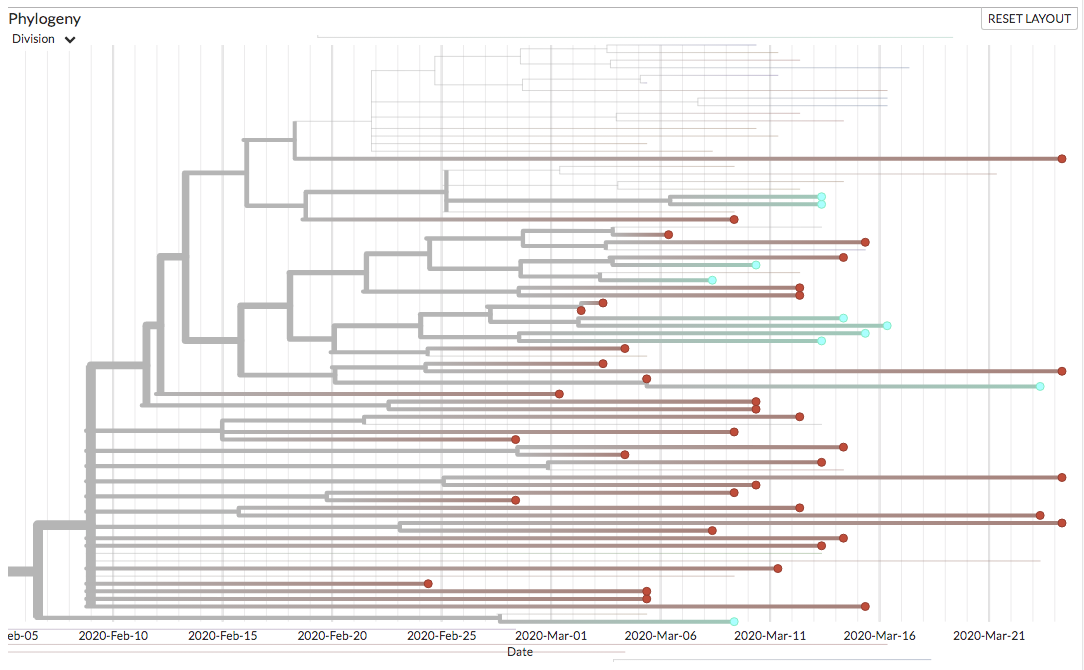 Phylogeny
RESET LAYOUT
Division
eb-05 2020-Feb-10 2020-Feb-15 2020-Feb-20 2020-Feb-25 2020-Mar-01 2020-Mar-06 2020-Mar-11 2020-Mar-16 2020-Mar-21
Date